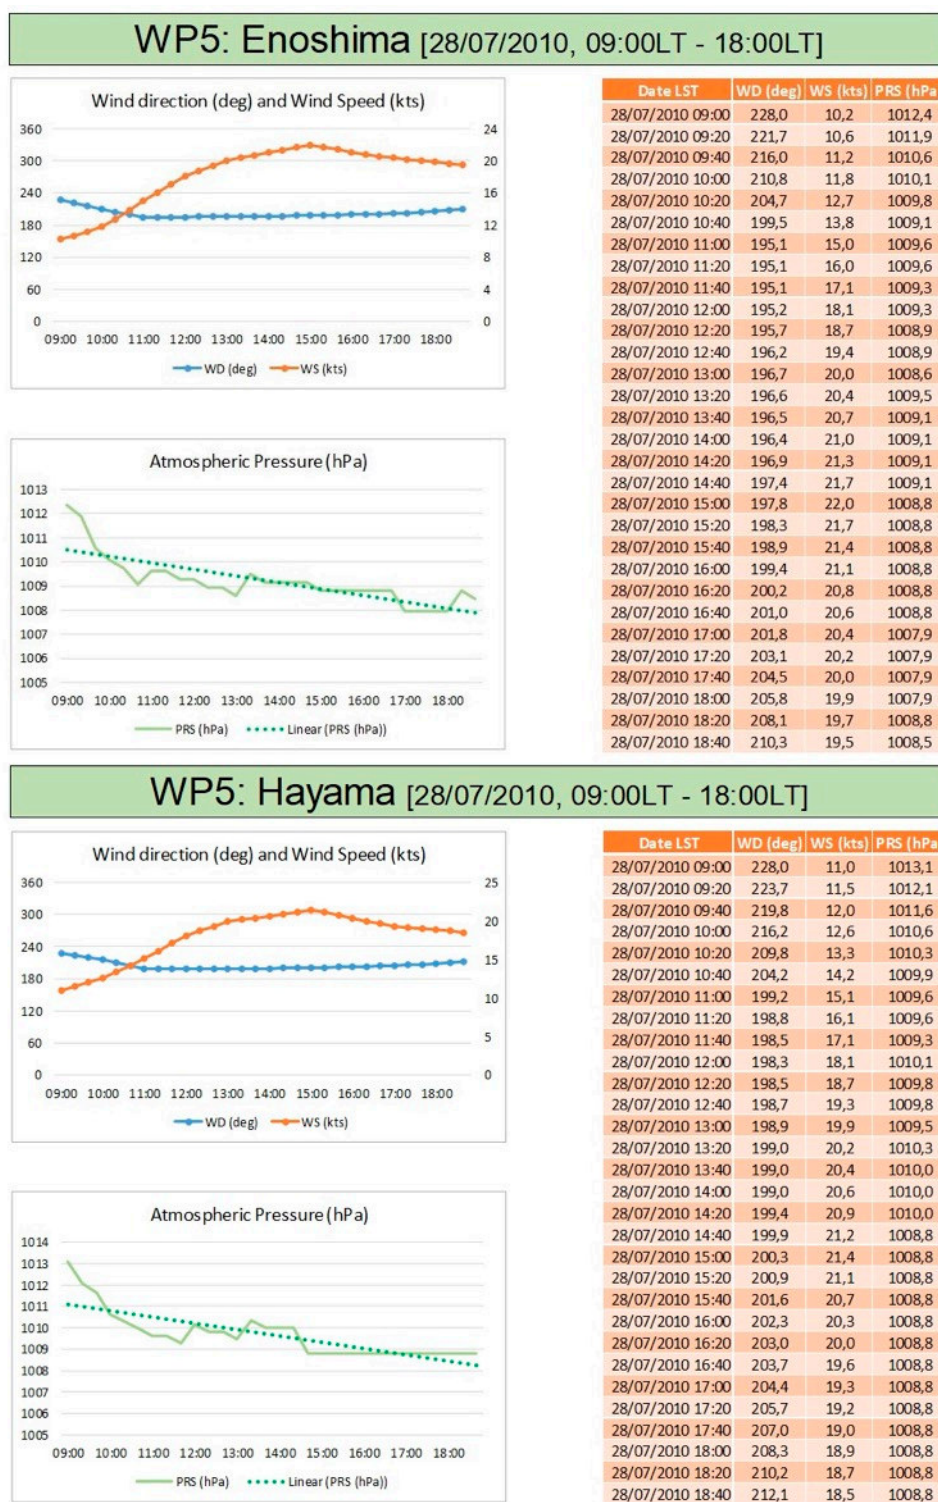 WP5: Enoshima [28/07/2010, 09:00LT - 18:00LT]
Wind direction (deg) and Wind Speed (kts)
360 24
300 20
240 16
180 12
120 8
60 4
0 0
09:00 10:00 11:00 12:00 13:00 14:00 15:00 16:00 17:00 18:00
WD (deg) WS (kts)
Atmospheric Pressure (hPa)
1013
1012
1011
1010
1009
1008
1007
1006
1005
09:00 10:00 11:00 12:00 13:00 14:00 15:00 16:00 17:00 18:00
PRS (hPa) Linear (PRS (hPa))
Date LST WD (deg) WS (kts) PRS (hPa
28/07/2010 09:00 228,0 10,2 1012,4
28/07/2010 09:20 221,7 10,6 1011,9
28/07/2010 09:40 216,0 11,2 1010,6
28/07/2010 10:00 210,8 11,8 1010,1
28/07/2010 10:20 204,7 12,7 1009,8
28/07/2010 10:40 199,5 13,8 1009,1
28/07/2010 11:00 195,1 15,0 1009,6
28/07/2010 11:20 195,1 16,0 1009,6
28/07/2010 11:40 195,1 17,1 1009,3
28/07/2010 12:00 195,2 18,1 1009,3
28/07/2010 12:20 195,7 18,7 1008,9
28/07/2010 12:40 196,2 19,4 1008,9
28/07/2010 13:00 196,7 20,0 1008,6
28/07/2010 13:20 196,6 20,4 1009,5
28/07/2010 13:40 196,5 20,7 1009,1
28/07/2010 14:00 196,4 21,0 1009,1
28/07/2010 14:20 196,9 21,3 1009,1
28/07/2010 14:40 197,4 21,7 1009,1
28/07/2010 15:00 197,8 22,0 1008,8
28/07/2010 15:20 198,3 21,7 1008,8
28/07/2010 15:40 198,9 21,4 1008,8
28/07/2010 16:00 199,4 21,1 1008,8
28/07/2010 16:20 200,2 20,8 1008,8
28/07/2010 16:40 201,0 20,6 1008,8
28/07/2010 17:00 201,8 20,4 1007,9
28/07/2010 17:20 203,1 20,2 1007,9
28/07/2010 17:40 204,5 20,0 1007,9
28/07/2010 18:00 205,8 19,9 1007,9
28/07/2010 18:20 208,1 19,7 1008,8
28/07/2010 18:40 210,3 19,5 1008,5
WP5: Hayama [28/07/2010, 09:00LT - 18:00LT]
Wind direction (deg) and Wind Speed (kts)
360 25
300 20
240 15
180 10
120 5
60 0
0
09:00 10:00 11:00 12:00 13:00 14:00 15:00 16:00 17:00 18:00
WD (deg) WS (kts)
Atmospheric Pressure (hPa)
1014
1013
1012
1011
1010
1009
1008
1007
1006
1005
09:00 10:00 11:00 12:00 13:00 14:00 15:00 16:00 17:00 18:00
PRS (hPa) Linear (PRS (hPa))
Date LST WD (deg) WS (kts) PRS (hPa
28/07/2010 09:00 228,0 11,0 1013,1
28/07/2010 09:20 223,7 11,5 1012,1
28/07/2010 09:40 219,8 12,0 1011,6
28/07/2010 10:00 216,2 12,6 1010,6
28/07/2010 10:20 209,8 13,3 1010,3
28/07/2010 10:40 204,2 14,2 1009,9
28/07/2010 11:00 199,2 15,1 1009,6
28/07/2010 11:20 198,8 16,1 1009,6
28/07/2010 11:40 198,5 17,1 1009,3
28/07/2010 12:00 198,3 18,1 1010,1
28/07/2010 12:20 198,5 18,7 1009,8
28/07/2010 12:40 198,7 19,3 1009,8
28/07/2010 13:00 198,9 19,9 1009,5
28/07/2010 13:20 199,0 20,2 1010,3
28/07/2010 13:40 199,0 20,4 1010,0
28/07/2010 14:00 199,0 20,6 1010,0
28/07/2010 14:20 199,4 20,9 1010,0
28/07/2010 14:40 199,9 21,2 1008,8
28/07/2010 15:00 200,3 21,4 1008,8
28/07/2010 15:20 200,9 21,1 1008,8
28/07/2010 15:40 201,6 20,7 1008,8
28/07/2010 16:00 202,3 20,3 1008,8
28/07/2010 16:20 203,0 20,0 1008,8
28/07/2010 16:40 203,7 19,6 1008,8
28/07/2010 17:00 204,4 19,3 1008,8
28/07/2010 17:20 205,7 19,2 1008,8
28/07/2010 17:40 207,0 19,0 1008,8
28/07/2010 18:00 208,3 18,9 1008,8
28/07/2010 18:20 210,2 18,7 1008,8
28/07/2010 18:40 212,1 18,5 1008,8